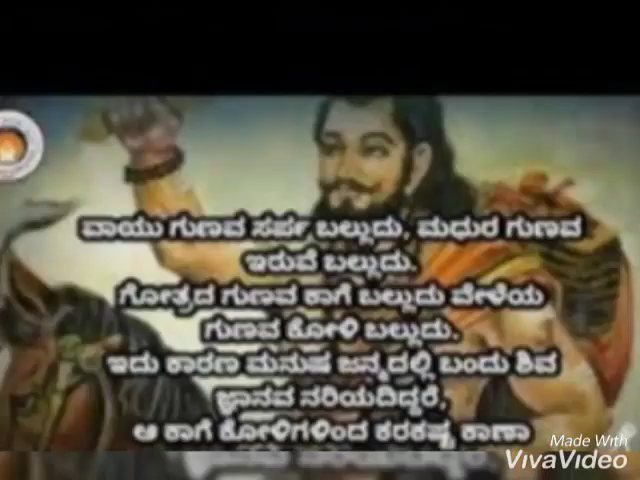 ವಾಯು ಗುಣವ ಸರ್ಪ ಬಲ್ಲುದು, ಮಧುರ ಗುಣವ
ಇರುವೆ ಬಲ್ಲುದು.
ಗೋತ್ರದ ಗುಣವ ಕಾಗೆ ಬಲ್ಲುದು ವೇಳೆಯ
ಗುಣವ ಕೋಳಿ ಬಲ್ಲುದು.
ಇದು ಕಾರಣ ಮನುಷ ಜನ್ಮದಲ್ಲಿ ಬಂದು ಶಿವ
ಜ್ಞಾನವ ನರಿಯದಿದ್ದರೆ,
ಆ ಕಾಗೆ ಕೋಳಿಗಳಿಂದ ಕರಕಷ್ಟ ಕಾಣಾ
Made With
VivaVideo